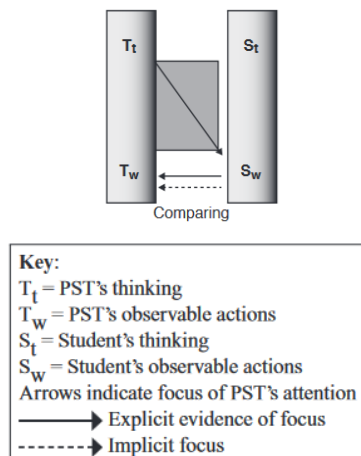 Tt St
Tw Sw
Comparing
Key:
Tt = PST's thinking
Tw = PST's observable actions
St = Student's thinking
Sw = Student's observable actions
Arrows indicate focus of PST's attention
Explicit evidence of focus
Implicit focus